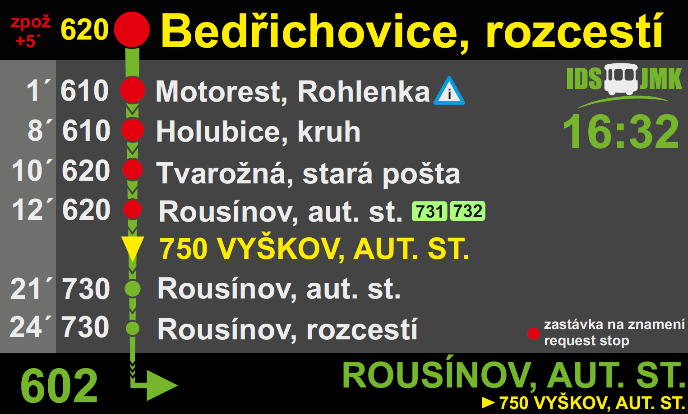 zpož
+5´
620 Bedřichovice, rozcestí
IDS JMK
16:32
1´ 610 Motorest, Rohlenka
8´ 610 Holubice, kruh
10´ 620 Tvarožná, stará pošta
12´ 620 Rousínov, aut. st. 731 732
750 VYŠKOV, AUT. ST.
21´ 730 Rousínov, aut. st.
24´ 730 Rousínov, rozcestí
zastávka na znamení
request stop
602 ROUSÍNOV, AUT. ST.
750 VYŠKOV, AUT. ST.